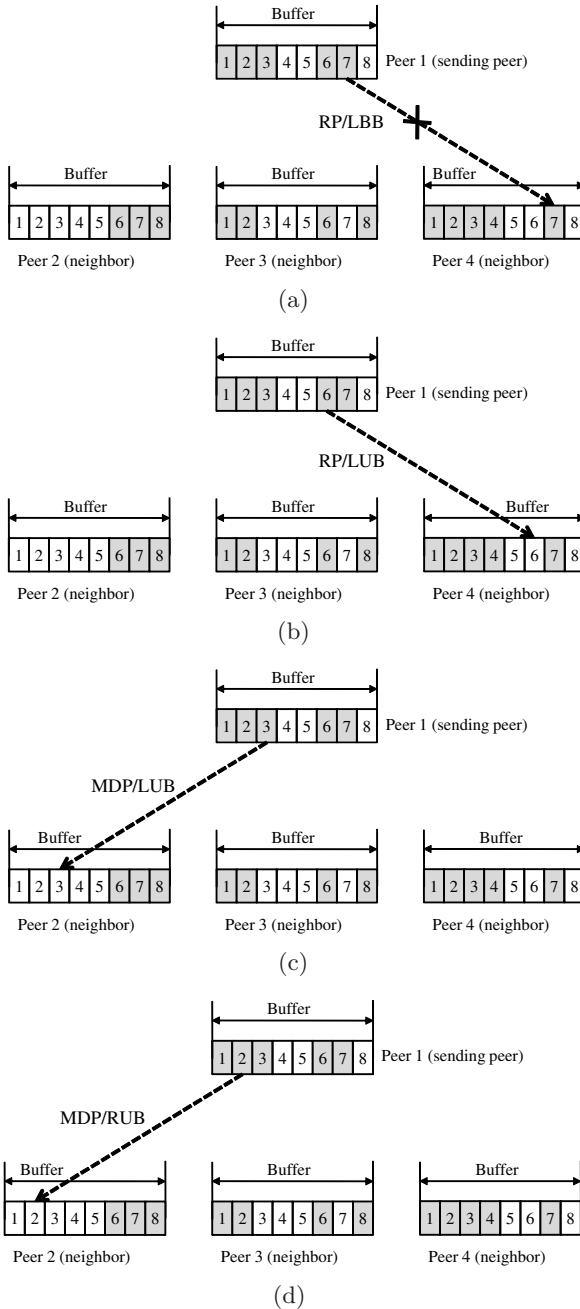 Buffer
1 2 3 4 5 6 7 8
Peer 1 (sending peer)
RP/LBB
Buffer
Buffer
Buffer
1 2 3 4 5 6 7 8
1 2 3 4 5 6 7 8
1 2 3 4 5 6 7 8
Peer 2 (neighbor)
Peer 3 (neighbor)
Peer 4 (neighbor)
(a)
Buffer
1 2 3 4 5 6 7 8
Peer 1 (sending peer)
RP/LUB
Buffer
Buffer
Buffer
1 2 3 4 5 6 7 8
1 2 3 4 5 6 7 8
1 2 3 4 5 6 7 8
Peer 2 (neighbor)
Peer 3 (neighbor)
Peer 4 (neighbor)
(b)
Buffer
1 2 3 4 5 6 7 8
Peer 1 (sending peer)
MDP/LUB
Buffer
Buffer
Buffer
1 2 3 4 5 6 7 8
1 2 3 4 5 6 7 8
1 2 3 4 5 6 7 8
Peer 2 (neighbor)
Peer 3 (neighbor)
Peer 4 (neighbor)
(c)
Buffer
1 2 3 4 5 6 7 8
Peer 1 (sending peer)
MDP/RUB
Buffer
Buffer
Buffer
1 2 3 4 5 6 7 8
1 2 3 4 5 6 7 8
1 2 3 4 5 6 7 8
Peer 2 (neighbor)
Peer 3 (neighbor)
Peer 4 (neighbor)
(d)